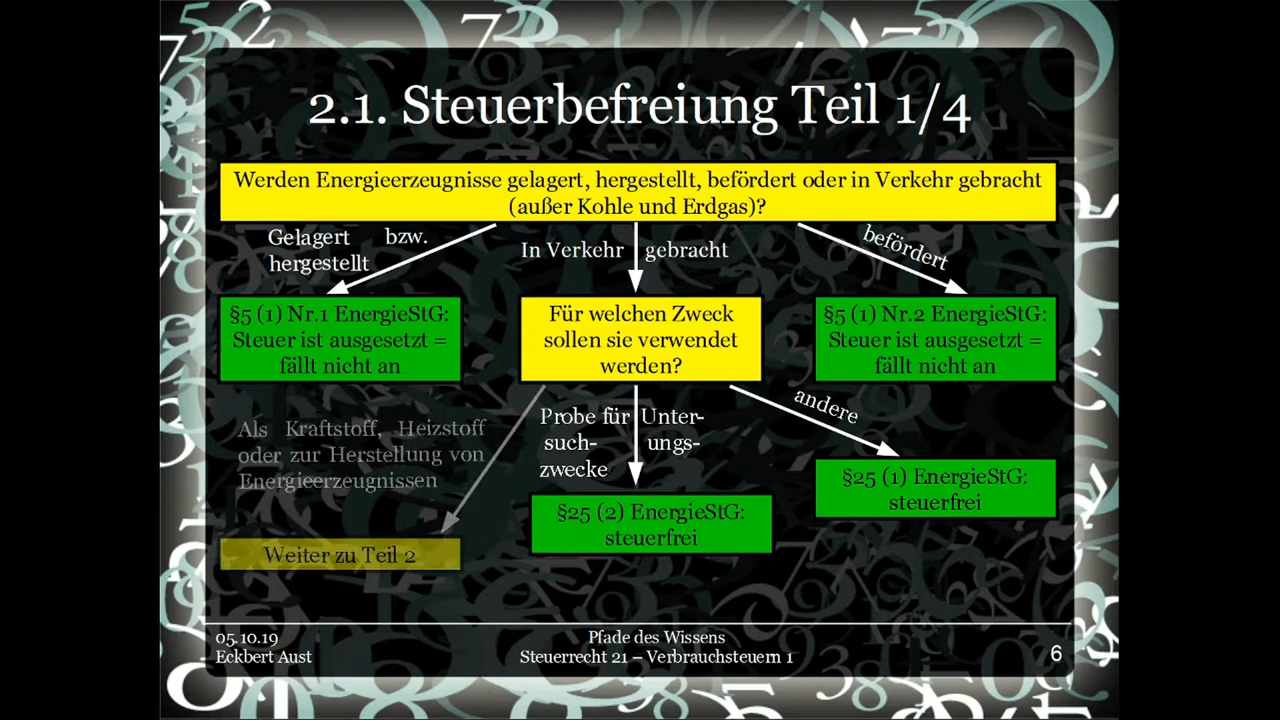 2.1. Steuerbefreiung Teil 1/4
Werden Energieerzeugnisse gelagert, hergestellt, befördert oder in Verkehr gebracht
(außer Kohle und Erdgas)?
Gelagert bzw.
hergestellt
In Verkehr gebracht
befördert
§5 (1) Nr.1 EnergieStG:
Steuer ist ausgesetzt =
fällt nicht an
Für welchen Zweck
sollen sie verwendet
werden?
§5 (1) Nr.2 EnergieStG:
Steuer ist ausgesetzt =
fällt nicht an
Als Kraftstoff, Heizstoff
oder zur Herstellung von
Energieerzeugnissen
Probe für Unter-
such- ungs-
zwecke
andere
§25 (1) EnergieStG:
steuerfrei
§25 (2) EnergieStG:
steuerfrei
Weiter zu Teil 2
05.10.19
Eckbert Aust
Pfade des Wissens
Steuerrecht 21 – Verbrauchsteuern 1
6